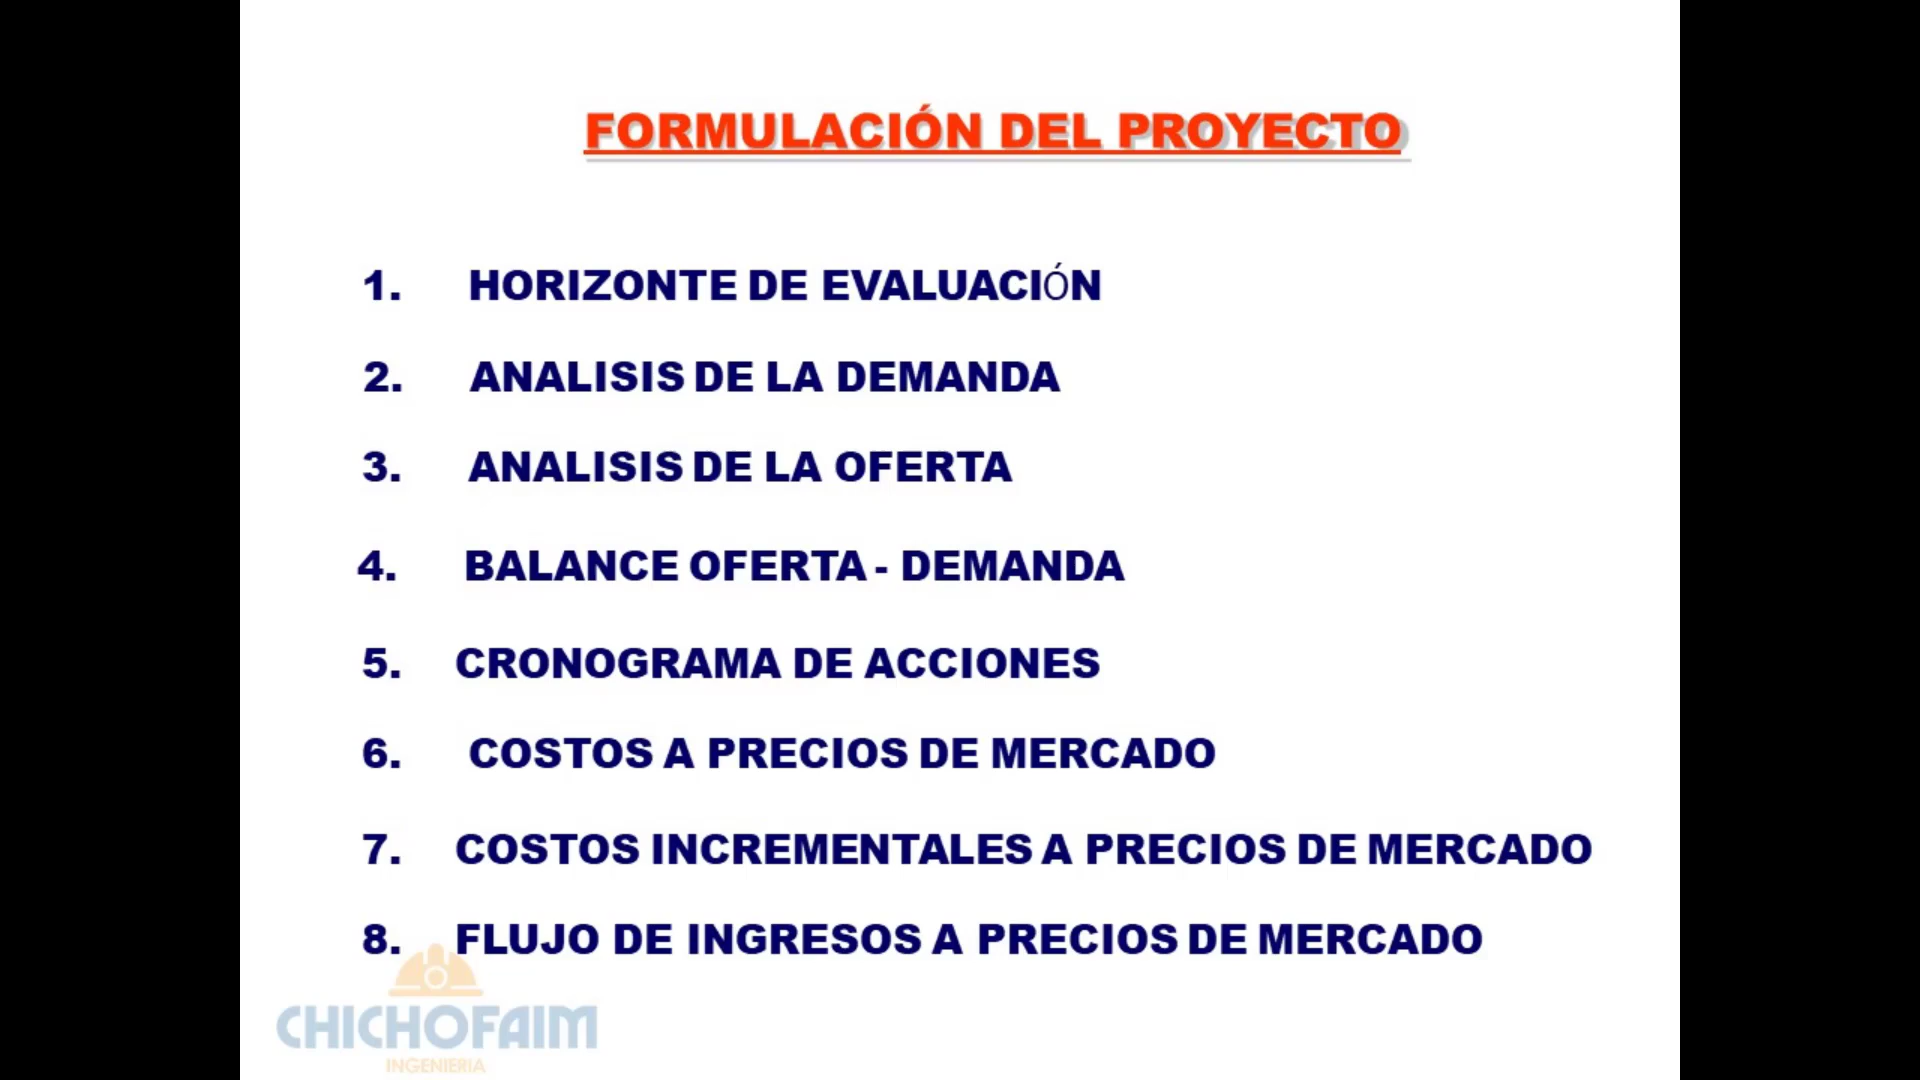 FORMULACIÓN DEL PROYECTO
1. HORIZONTE DE EVALUACIÓN
2. ANALISIS DE LA DEMANDA
3. ANALISIS DE LA OFERTA
4. BALANCE OFERTA - DEMANDA
5. CRONOGRAMA DE ACCIONES
6. COSTOS A PRECIOS DE MERCADO
7. COSTOS INCREMENTALES A PRECIOS DE MERCADO
8. FLUJO DE INGRESOS A PRECIOS DE MERCADO
CHICHOFAIM
INGENIERIA